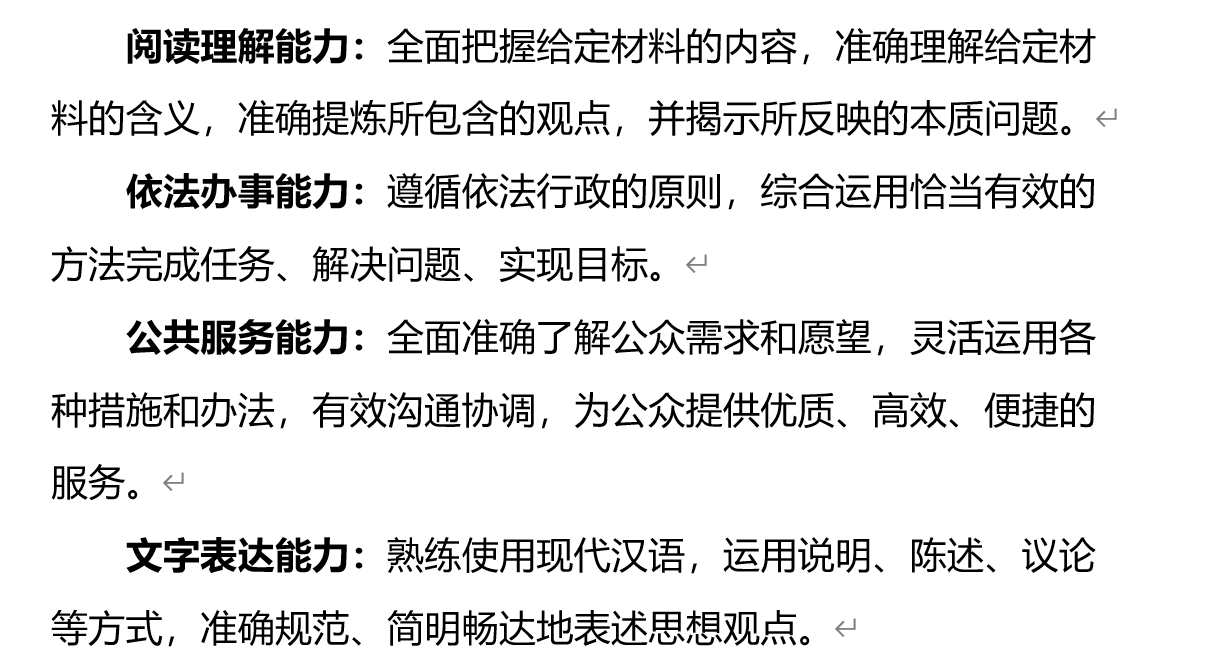 阅读理解能力：全面把握给定材料的内容，准确理解给定材
料的含义，准确提炼所包含的观点，并揭示所反映的本质问题。↵
依法办事能力：遵循依法行政的原则，综合运用恰当有效的
方法完成任务、解决问题、实现目标。↵
公共服务能力：全面准确了解公众需求和愿望，灵活运用各
种措施和办法，有效沟通协调，为公众提供优质、高效、便捷的
服务。↵
文字表达能力：熟练使用现代汉语，运用说明、陈述、议论
等方式，准确规范、简明畅达地表述思想观点。↵